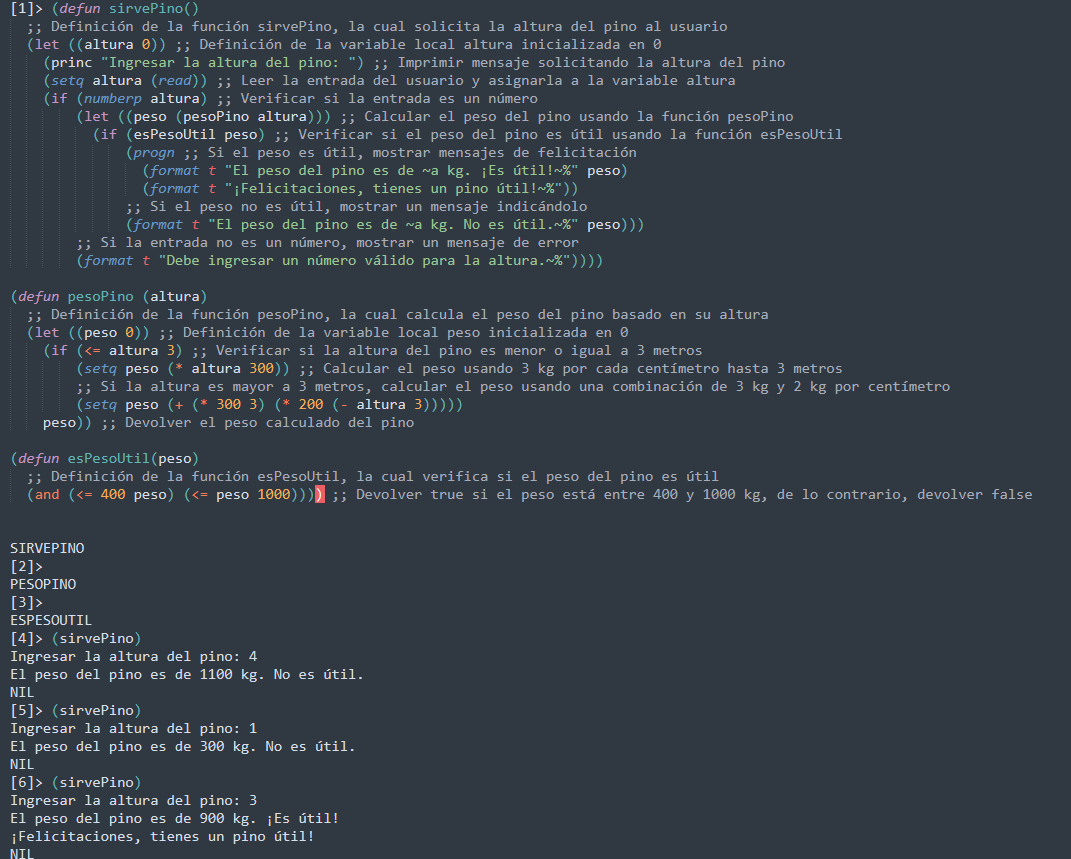 [1]> (defun sirvePino()
  ;; Definición de la función sirvePino, la cual solicita la altura del pino al usuario
  (let ((altura 0)) ;; Definición de la variable local altura inicializada en 0
    (princ "Ingresar la altura del pino: ") ;; Imprimir mensaje solicitando la altura del pino
    (setq altura (read)) ;; Leer la entrada del usuario y asignarla a la variable altura
    (if (numberp altura) ;; Verificar si la entrada es un número
        (let ((peso (pesoPino altura))) ;; Calcular el peso del pino usando la función pesoPino
          (if (esPesoUtil peso) ;; Verificar si el peso del pino es útil usando la función esPesoUtil
              (progn ;; Si el peso es útil, mostrar mensajes de felicitación
                (format t "El peso del pino es de ~a kg. ¡Es útil!~%" peso)
                (format t "¡Felicitaciones, tienes un pino útil!~%"))
              ;; Si el peso no es útil, mostrar un mensaje indicándolo
              (format t "El peso del pino es de ~a kg. No es útil.~%" peso)))
        ;; Si la entrada no es un número, mostrar un mensaje de error
        (format t "Debe ingresar un número válido para la altura.~%"))))

(defun pesoPino (altura)
  ;; Definición de la función pesoPino, la cual calcula el peso del pino basado en su altura
  (let ((peso 0)) ;; Definición de la variable local peso inicializada en 0
    (if (<= altura 3) ;; Verificar si la altura del pino es menor o igual a 3 metros
        (setq peso (* altura 300)) ;; Calcular el peso usando 3 kg por cada centímetro hasta 3 metros
        ;; Si la altura es mayor a 3 metros, calcular el peso usando una combinación de 3 kg y 2 kg por centímetro
        (setq peso (+ (* 300 3) (* 200 (- altura 3)))))
    peso)) ;; Devolver el peso calculado del pino

(defun esPesoUtil(peso)
  ;; Definición de la función esPesoUtil, la cual verifica si el peso del pino es útil
  (and (<= 400 peso) (<= peso 1000)))) ;; Devolver true si el peso está entre 400 y 1000 kg, de lo contrario, devolver false

SIRVEPINO
[2]>
PESOPINO
[3]>
ESPESOUTIL
[4]> (sirvePino)
Ingresar la altura del pino: 4
El peso del pino es de 1100 kg. No es útil.
NIL
[5]> (sirvePino)
Ingresar la altura del pino: 1
El peso del pino es de 300 kg. No es útil.
NIL
[6]> (sirvePino)
Ingresar la altura del pino: 3
El peso del pino es de 900 kg. ¡Es útil!
¡Felicitaciones, tienes un pino útil!
NIL